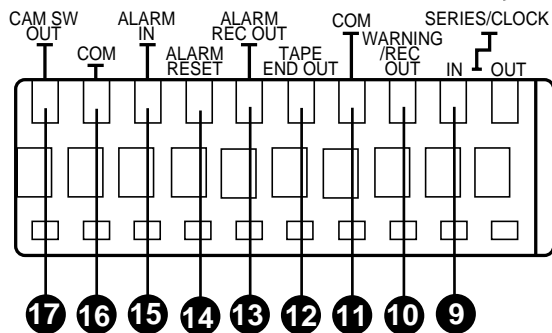 CAM SW
OUT
COM
ALARM
IN
ALARM
RESET
ALARM
REC OUT
TAPE
END OUT
COM
WARNING
/REC
OUT
SERIES/CLOCK
IN
OUT
17 16 15 14 13 12 11 10 9